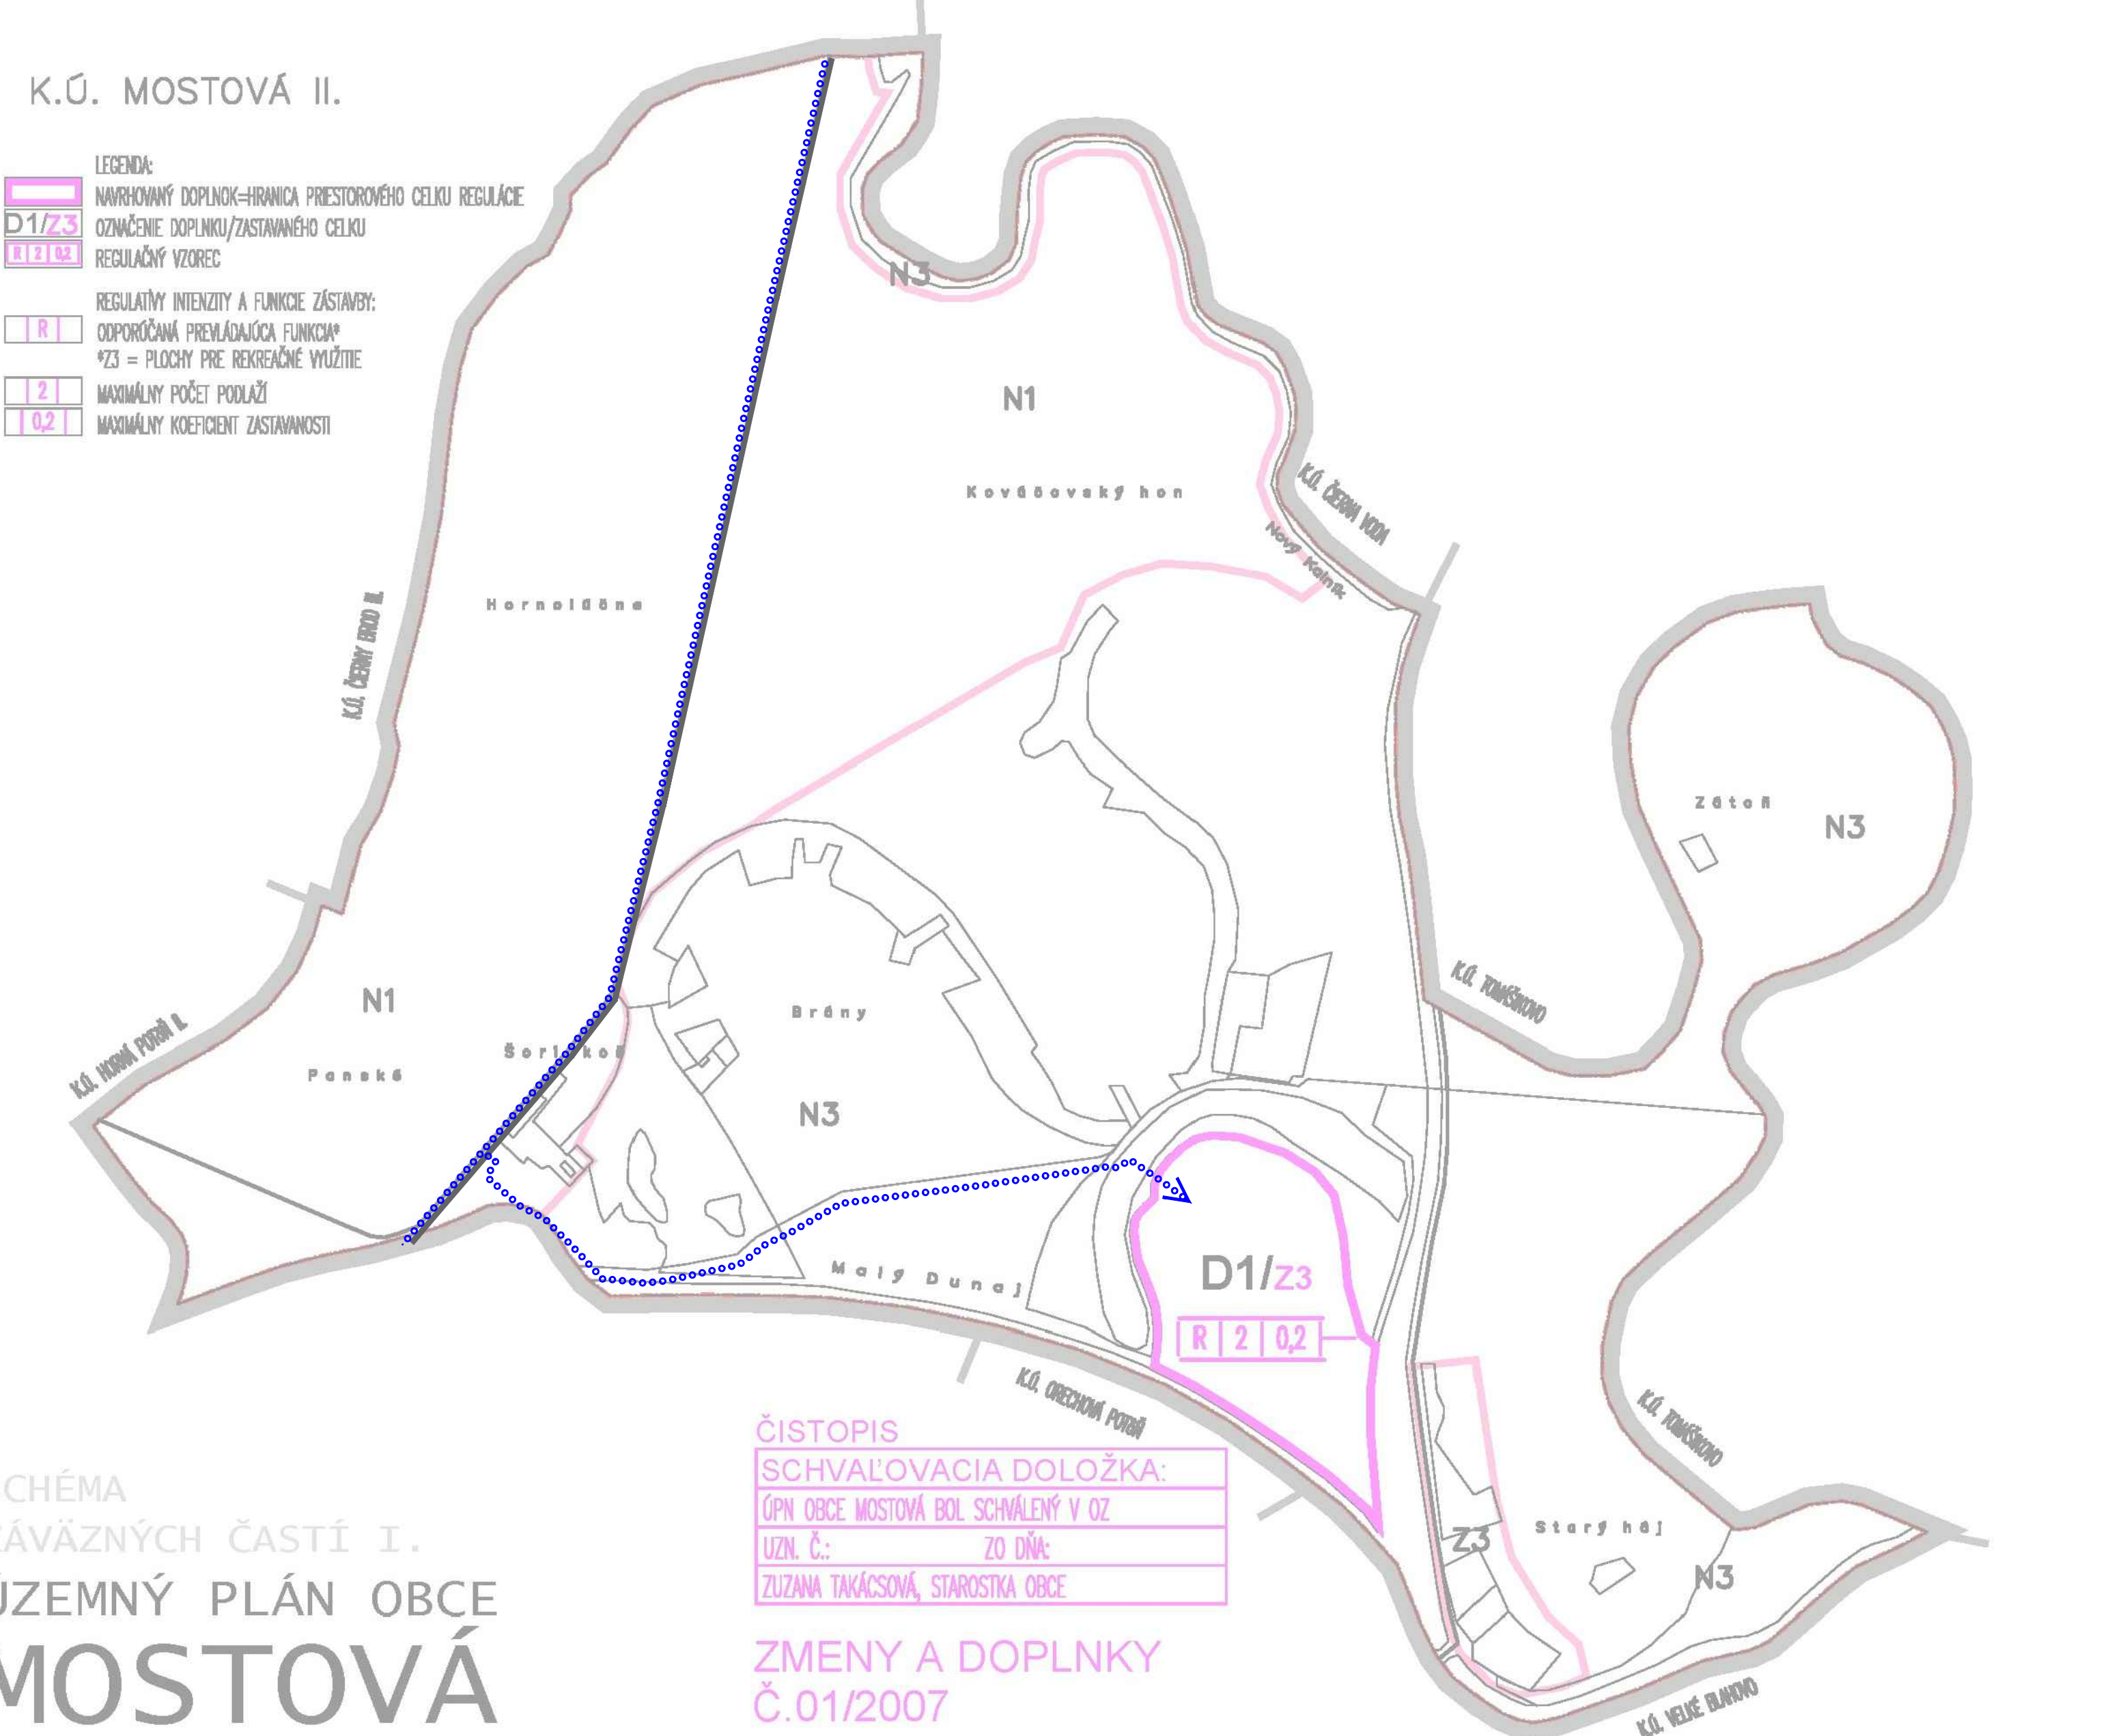 K.Ú. MOSTOVÁ II.
LEGENDA:
NAVRHOVANÝ DOPLNOK=HRANICA PRIESTOROVÉHO CELKU REGULÁCIE
D1/Z3 OZNAČENIE DOPLNKU/ZASTAVANÉHO CELKU
R 2 0,2 REGULAČNÝ VZOREC
REGULATÍVY INTENZITY A FUNKCIE ZÁSTAVBY:
R ODPORÚČANÁ PREVLÁDAJÚCA FUNKCIA*
*Z3 = PLOCHY PRE REKREAČNÉ VYUŽITIE
2 MAXIMÁLNY POČET PODLAŽÍ
0,2 MAXIMÁLNY KOEFICIENT ZASTAVANOSTI
N3
N1
Kováčovský hon
K.Ú. ČIERNA VODA
Nový Kalník
Hornolúčna
K.Ú. ČIERNY BROD III.
Zátoň
N3
K.Ú. TOMÁŠIKOVO
N1
Brány
Panské
K.Ú. HORNÁ POTÔŇ II.
N3
Malý Dunaj
D1/Z3
R 2 0,2
K.Ú. ORECHOVÁ POTÔŇ
K.Ú. TOMÁŠIKOVO
Starý háj
Z3
N3
K.Ú. VEĽKÉ BLAHOVO
ČISTOPIS
SCHVAĽOVACIA DOLOŽKA:
ÚPN OBCE MOSTOVÁ BOL SCHVÁLENÝ V OZ
UZN. Č.: ZO DŇA:
ZUZANA TAKÁCSOVÁ, STAROSTKA OBCE
ZMENY A DOPLNKY
Č.01/2007
CHÉMA
ZÁVÄZNÝCH ČASTÍ I.
ÚZEMNÝ PLÁN OBCE
MOSTOVÁ